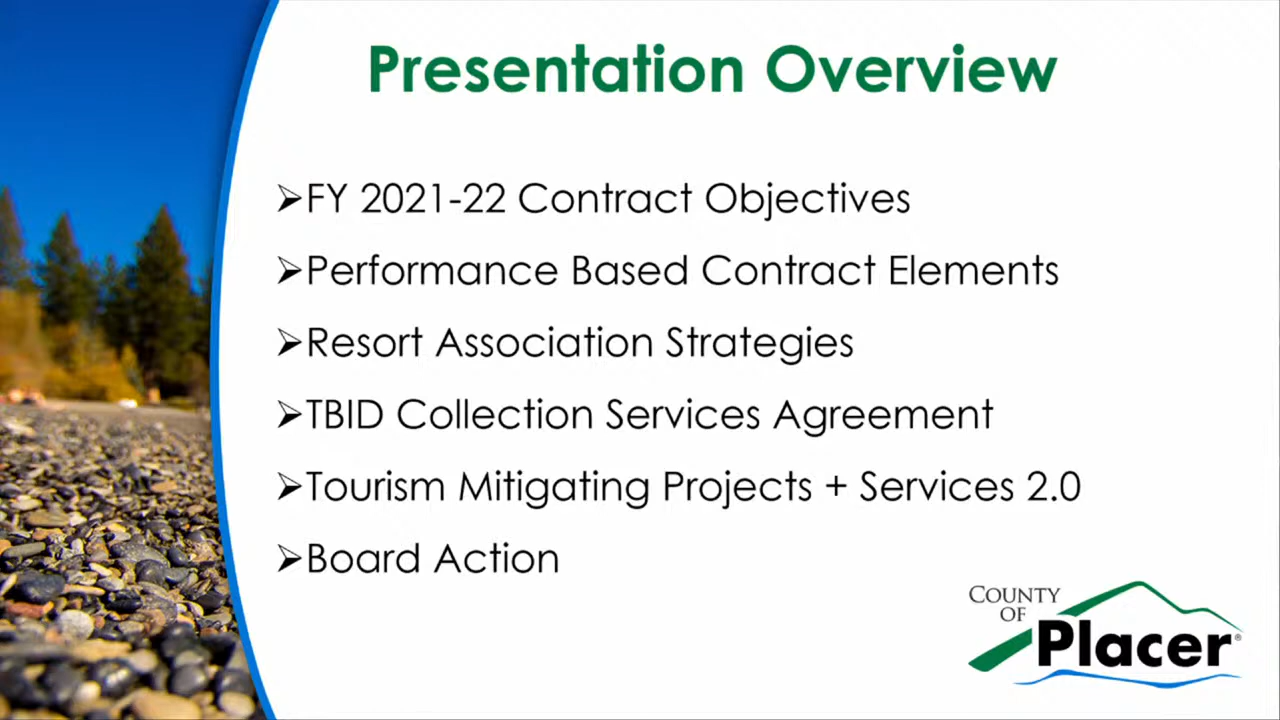 Presentation Overview
➢FY 2021-22 Contract Objectives
➢Performance Based Contract Elements
➢Resort Association Strategies
➢TBID Collection Services Agreement
➢Tourism Mitigating Projects + Services 2.0
➢Board Action
COUNTY
OF
Placer®